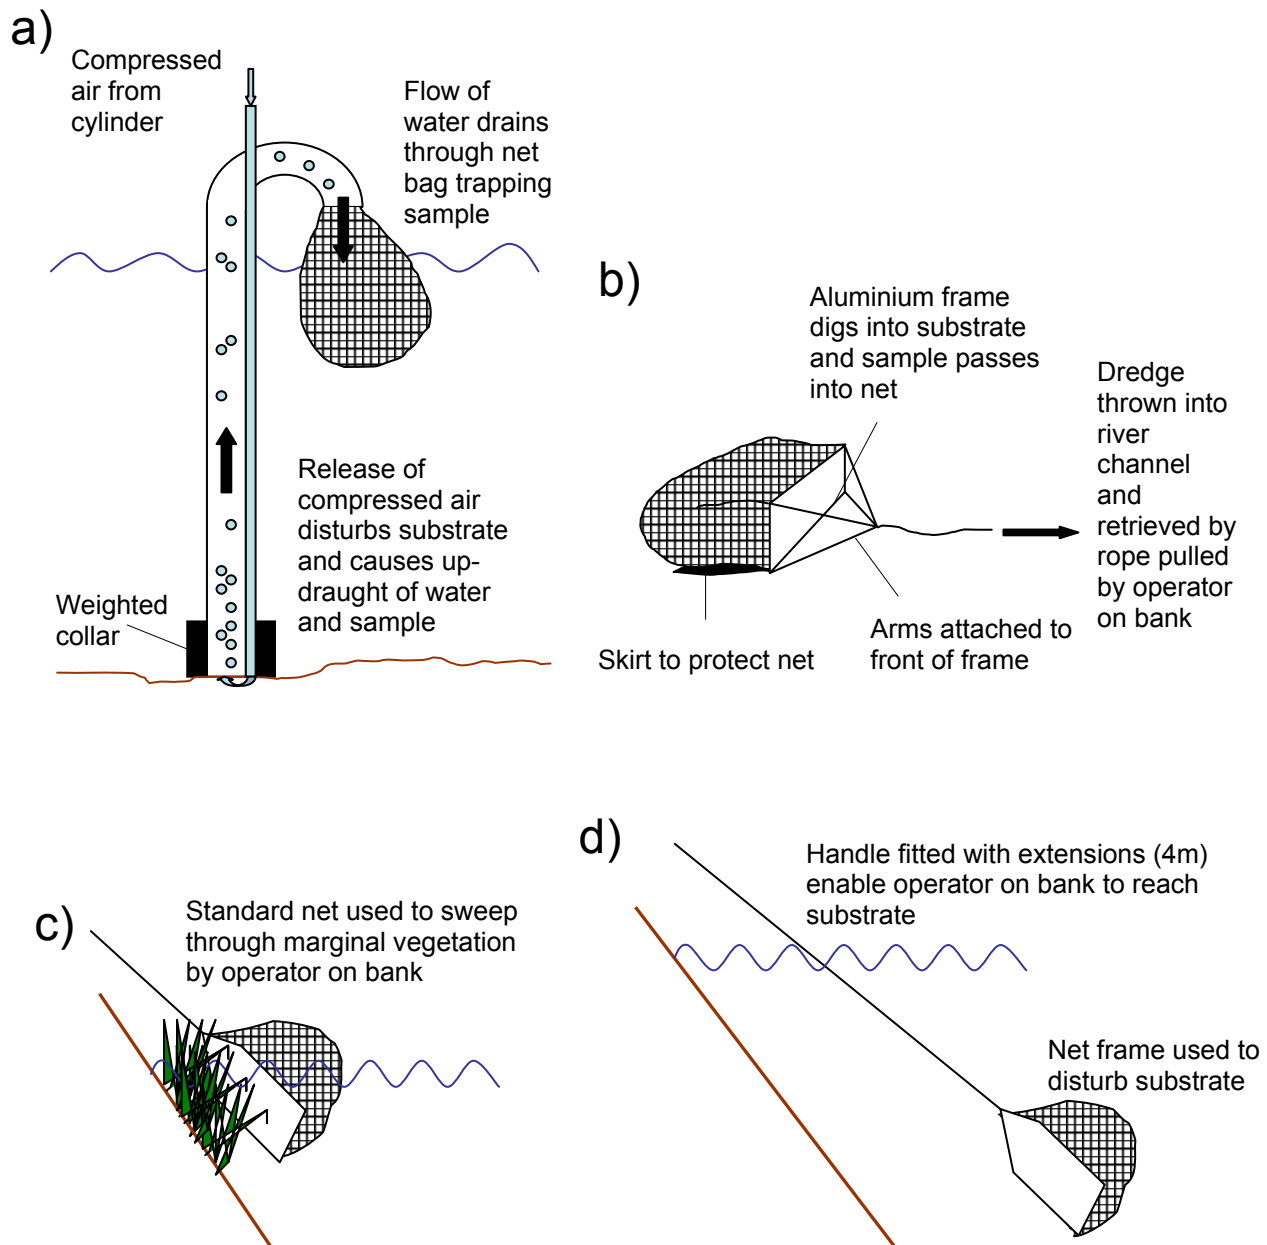 a)
Compressed
air from
cylinder
Flow of
water drains
through net
bag trapping
sample
Release of
compressed air
disturbs substrate
and causes up-
draught of water
and sample
Weighted
collar
b)
Aluminium frame
digs into substrate
and sample passes
into net
Dredge
thrown into
river
channel
and
retrieved by
rope pulled
by operator
on bank
Arms attached to
front of frame
Skirt to protect net
c)
Standard net used to sweep
through marginal vegetation
by operator on bank
d)
Handle fitted with extensions (4m)
enable operator on bank to reach
substrate
Net frame used to
disturb substrate